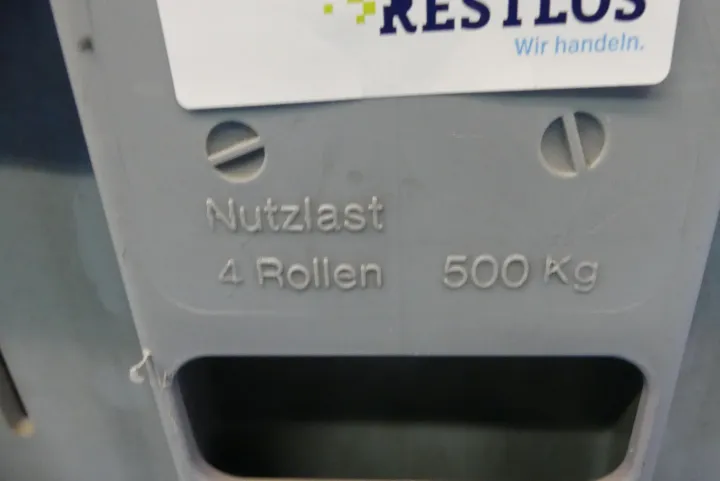 RESTLOS
Wir handeln.
Nutzlast
4 Rollen 500 Kg